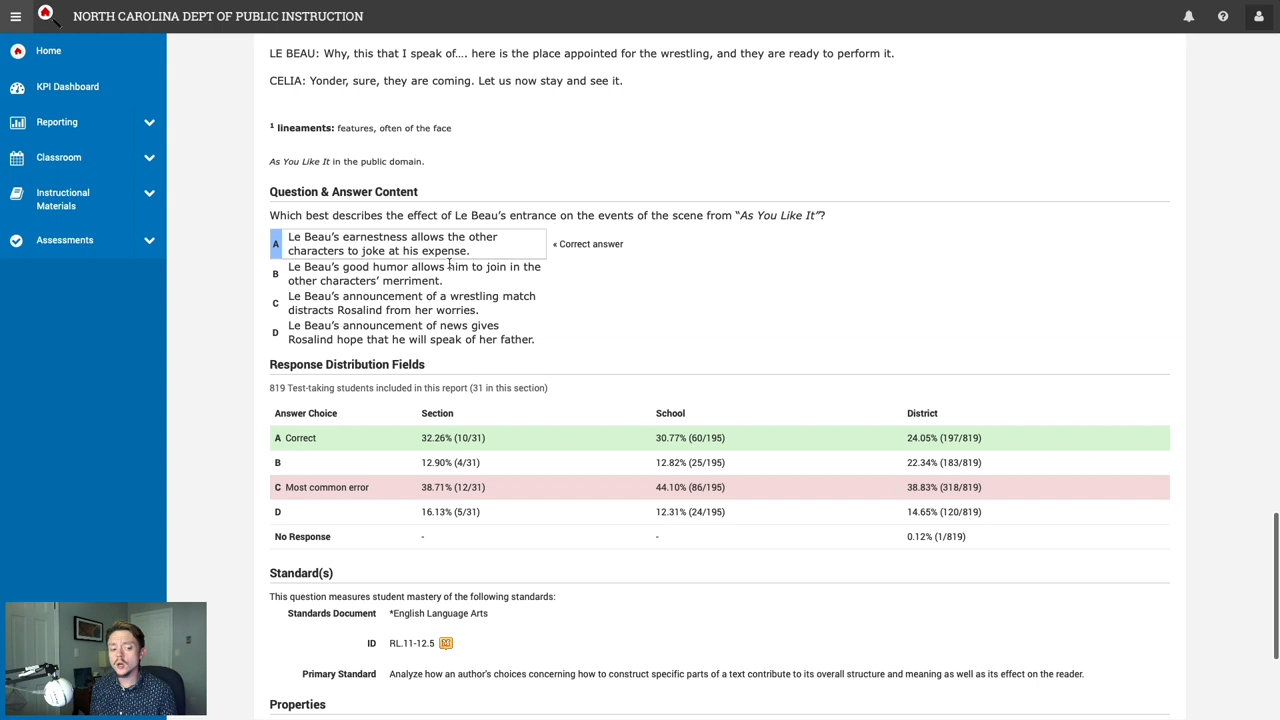 NORTH CAROLINA DEPT OF PUBLIC INSTRUCTION
Home
KPI Dashboard
Reporting
Classroom
Instructional
Materials
Assessments
LE BEAU: Why, this that I speak of.... here is the place appointed for the wrestling, and they are ready to perform it.
CELIA: Yonder, sure, they are coming. Let us now stay and see it.
1 lineaments: features, often of the face
As You Like It in the public domain.
Question & Answer Content
Which best describes the effect of Le Beau’s entrance on the events of the scene from “As You Like It”?
A Le Beau’s earnestness allows the other
characters to joke at his expense.
« Correct answer
B Le Beau’s good humor allows him to join in the
other characters’ merriment.
C Le Beau’s announcement of a wrestling match
distracts Rosalind from her worries.
D Le Beau’s announcement of news gives
Rosalind hope that he will speak of her father.
Response Distribution Fields
819 Test-taking students included in this report (31 in this section)
Answer Choice Section School District
A Correct 32.26% (10/31) 30.77% (60/195) 24.05% (197/819)
B 12.90% (4/31) 12.82% (25/195) 22.34% (183/819)
C Most common error 38.71% (12/31) 44.10% (86/195) 38.83% (318/819)
D 16.13% (5/31) 12.31% (24/195) 14.65% (120/819)
No Response - - 0.12% (1/819)
Standard(s)
This question measures student mastery of the following standards:
Standards Document *English Language Arts
ID RL.11-12.5
Primary Standard Analyze how an author's choices concerning how to construct specific parts of a text contribute to its overall structure and meaning as well as its effect on the reader.
Properties